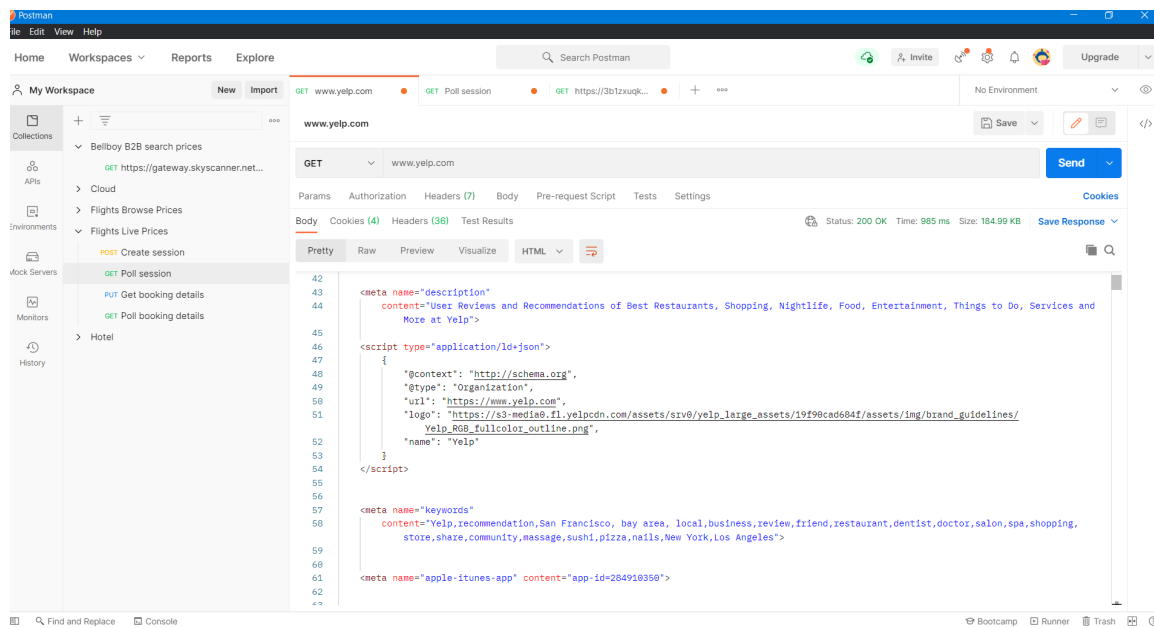 Postman
File Edit View Help
Home Workspaces Reports Explore
Search Postman
Invite
Upgrade
My Workspace
New Import
GET www.yelp.com
GET Poll session
GET https://3b1zxuqk...
No Environment
Collections
APIs
Environments
Mock Servers
Monitors
History
Bellboy B2B search prices
GET https://gateway.skyscanner.net...
Cloud
Flights Browse Prices
Flights Live Prices
POST Create session
GET Poll session
PUT Get booking details
GET Poll booking details
Hotel
www.yelp.com
Save
GET www.yelp.com
Send
Params Authorization Headers (7) Body Pre-request Script Tests Settings
Cookies
Body Cookies (4) Headers (36) Test Results
Status: 200 OK Time: 985 ms Size: 184.99 KB Save Response
Pretty Raw Preview Visualize HTML
42
43 <meta name="description"
44 content="User Reviews and Recommendations of Best Restaurants, Shopping, Nightlife, Food, Entertainment, Things to Do, Services and
More at Yelp">
45
46 <script type="application/ld+json">
47 {
48 "@context": "http://schema.org",
49 "@type": "Organization",
50 "url": "https://www.yelp.com",
51 "logo": "https://s3-media0.fl.yelpcdn.com/assets/srv0/yelp_large_assets/19f90cad684f/assets/img/brand_guidelines/
Yelp_RGB_fullcolor_outline.png",
52 "name": "Yelp"
53 }
54 </script>
55
56
57 <meta name="keywords"
58 content="Yelp,recommendation,San Francisco, bay area, local,business,review,friend,restaurant,dentist,doctor,salon,spa,shopping,
store,share,community,massage,sushi,pizza,nails,New York,Los Angeles">
59
60
61 <meta name="apple-itunes-app" content="app-id=284910350">
62
63
Find and Replace Console
Bootcamp Runner Trash